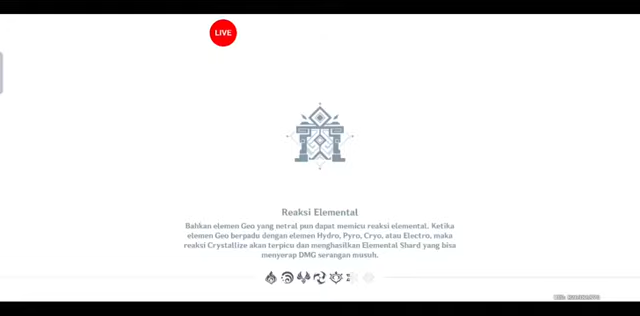 LIVE
Reaksi Elemental
Bahkan elemen Geo yang netral pun dapat memicu reaksi elemental. Ketika
elemen Geo berpadu dengan elemen Hydro, Pyro, Cryo, atau Electro, maka
reaksi Crystallize akan terpicu dan menghasilkan Elemental Shard yang bisa
menyerap DMG serangan musuh.